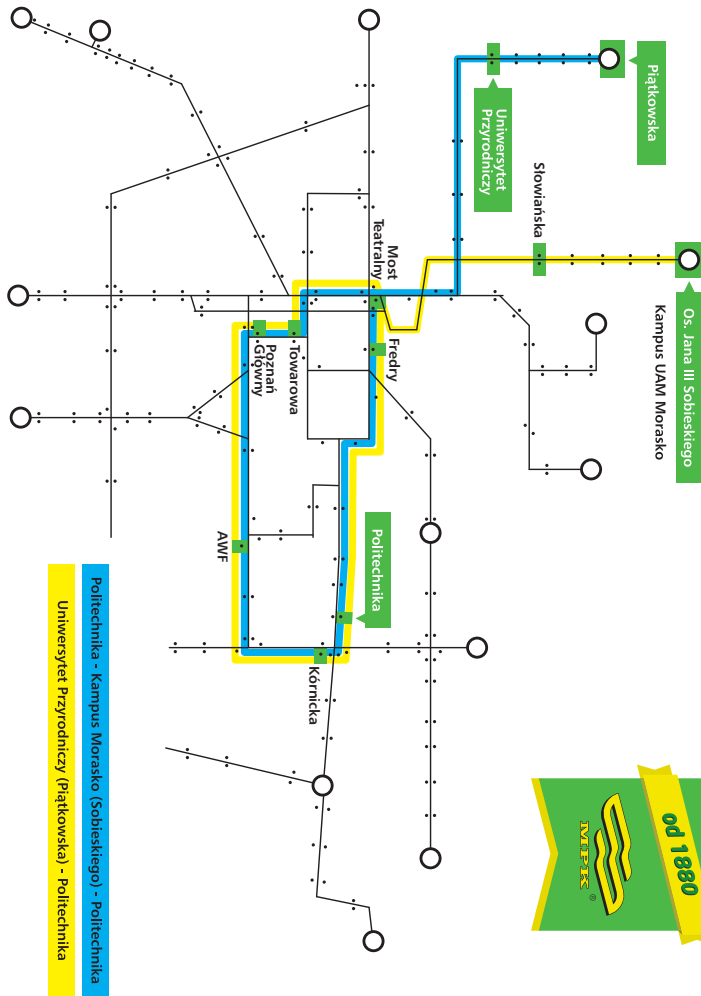 Os. Jana III Sobieskiego
Kampus UAM Morasko
Piątkowska
Słowiańska
Uniwersytet
Przyrodniczy
Most
Teatralny
Fredry
Politechnika
Kórnicka
Towarowa
Poznań
Główny
AWF
od 1880
MPK
®
Politechnika - Kampus Morasko (Sobieskiego) - Politechnika
Uniwersytet Przyrodniczy (Piątkowska) - Politechnika